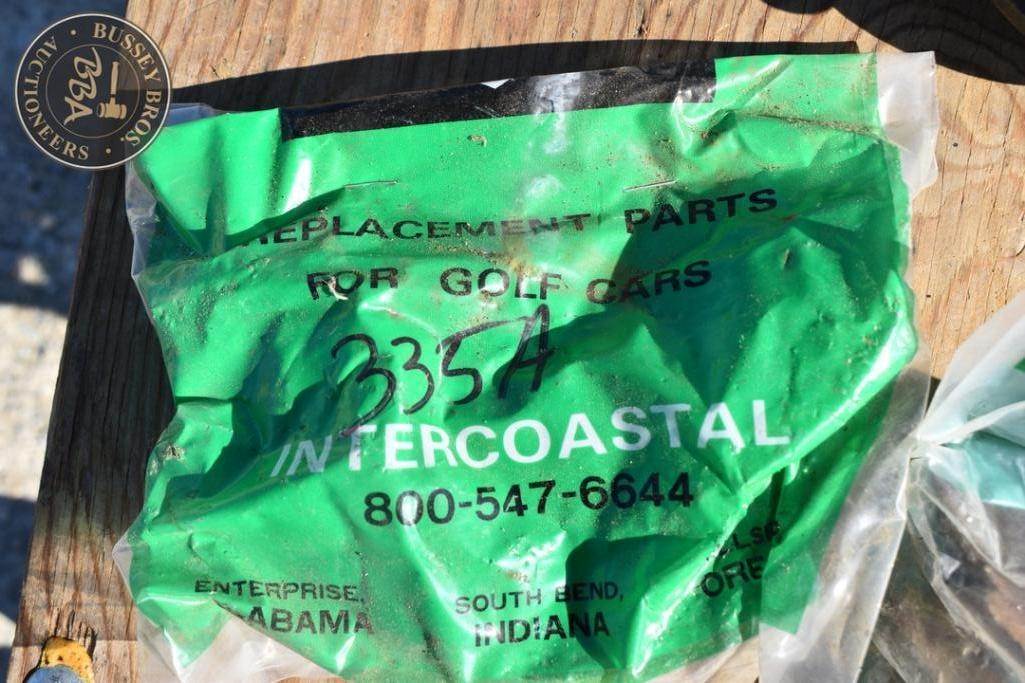 BUSSEY BROS
AUCTIONEERS
BBA
REPLACEMENT PARTS
FOR GOLF CARS
335A
INTERCOASTAL
800-547-6644
ENTERPRISE,
ALABAMA
SOUTH BEND,
INDIANA